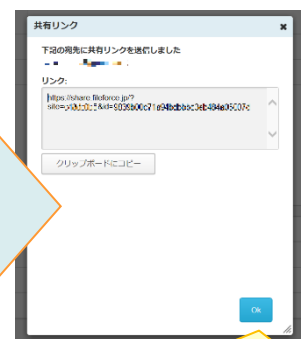 共有リンク
×
下記の宛先に共有リンクを送信しました
リンク:
https://share.fileforce.jp/?
クリップボードにコピー
Ok